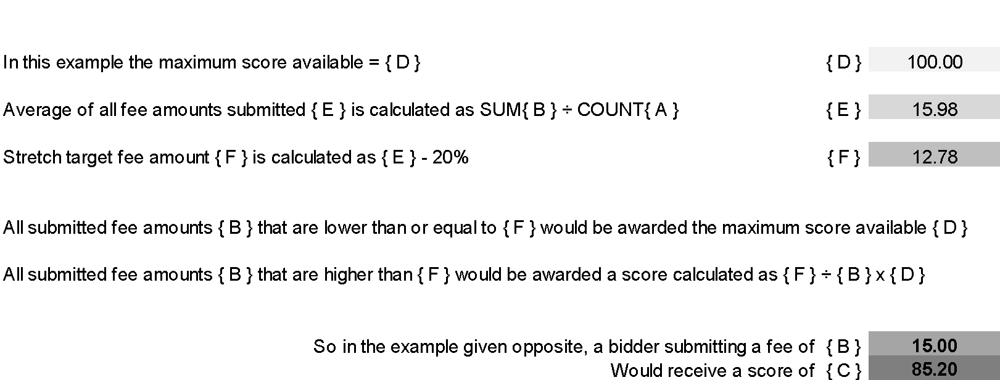 In this example the maximum score available = { D } { D } 100.00
Average of all fee amounts submitted { E } is calculated as SUM{ B } ÷ COUNT{ A } { E } 15.98
Stretch target fee amount { F } is calculated as { E } - 20% { F } 12.78
All submitted fee amounts { B } that are lower than or equal to { F } would be awarded the maximum score available { D }
All submitted fee amounts { B } that are higher than { F } would be awarded a score calculated as { F } ÷ { B } x { D }
So in the example given opposite, a bidder submitting a fee of { B } 15.00
Would receive a score of { C } 85.20